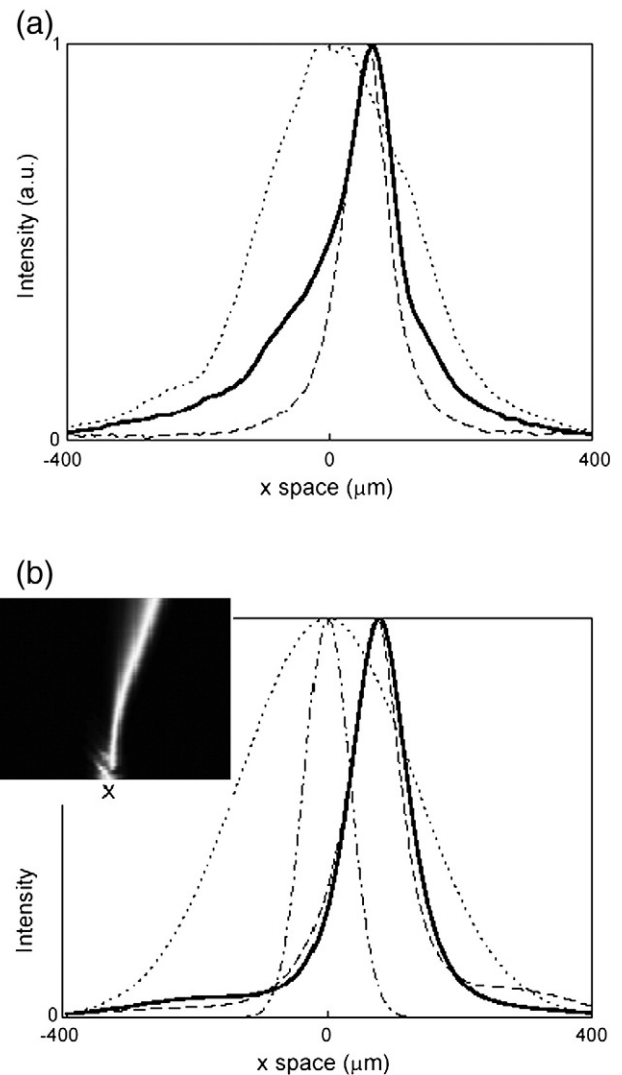 (a)
1
Intensity (a.u.)
0
-400 0 400
x space (μm)
(b)
x
Intensity
0
-400 0 400
x space (μm)